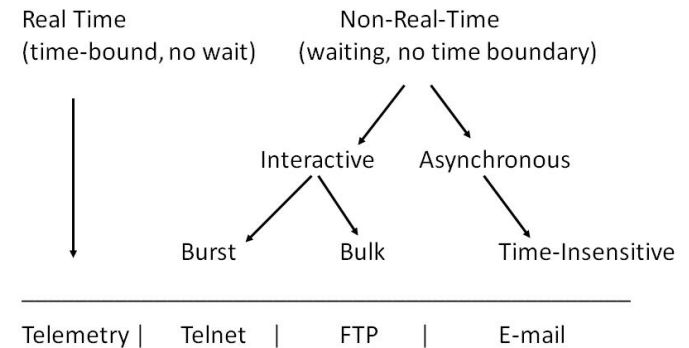 Real Time Non-Real-Time
(time-bound, no wait) (waiting, no time boundary)
Interactive Asynchronous
Burst Bulk Time-Insensitive
Telemetry | Telnet | FTP | E-mail